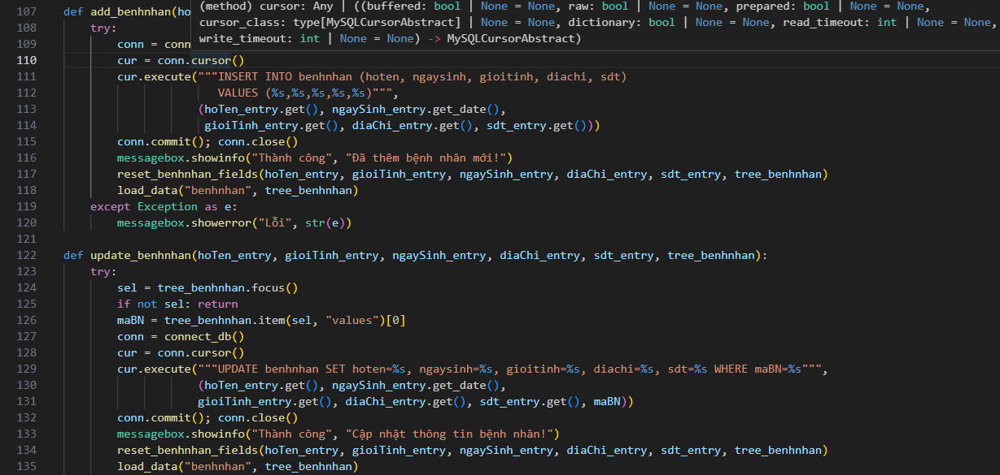 (method) cursor: Any | ((buffered: bool | None = None, raw: bool | None = None, prepared: bool | None = None,
cursor_class: type[MySQLCursorAbstract] | None = None, dictionary: bool | None = None, read_timeout: int | None = None,
write_timeout: int | None = None) -> MySQLCursorAbstract)
107 def add_benhnhan(ho
108 try:
109 conn = conn
110 cur = conn.cursor()
111 cur.execute("""INSERT INTO benhnhan (hoten, ngaysinh, gioitinh, diachi, sdt)
112 VALUES (%s,%s,%s,%s,%s)""",
113 (hoTen_entry.get(), ngaySinh_entry.get_date(),
114 gioiTinh_entry.get(), diaChi_entry.get(), sdt_entry.get()))
115 conn.commit(); conn.close()
116 messagebox.showinfo("Thành công", "Đã thêm bệnh nhân mới!")
117 reset_benhnhan_fields(hoTen_entry, gioiTinh_entry, ngaySinh_entry, diaChi_entry, sdt_entry, tree_benhnhan)
118 load_data("benhnhan", tree_benhnhan)
119 except Exception as e:
120 messagebox.showerror("Lỗi", str(e))
121
122 def update_benhnhan(hoTen_entry, gioiTinh_entry, ngaySinh_entry, diaChi_entry, sdt_entry, tree_benhnhan):
123 try:
124 sel = tree_benhnhan.focus()
125 if not sel: return
126 maBN = tree_benhnhan.item(sel, "values")[0]
127 conn = connect_db()
128 cur = conn.cursor()
129 cur.execute("""UPDATE benhnhan SET hoten=%s, ngaysinh=%s, gioitinh=%s, diachi=%s, sdt=%s WHERE maBN=%s""",
130 (hoTen_entry.get(), ngaySinh_entry.get_date(),
131 gioiTinh_entry.get(), diaChi_entry.get(), sdt_entry.get(), maBN))
132 conn.commit(); conn.close()
133 messagebox.showinfo("Thành công", "Cập nhật thông tin bệnh nhân!")
134 reset_benhnhan_fields(hoTen_entry, gioiTinh_entry, ngaySinh_entry, diaChi_entry, sdt_entry, tree_benhnhan)
135 load_data("benhnhan", tree_benhnhan)